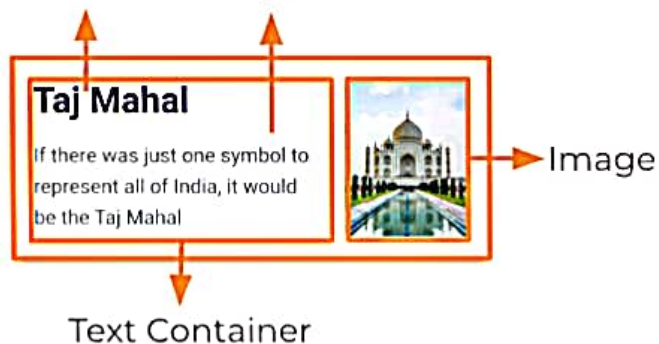 Taj Mahal
If there was just one symbol to
represent all of India, it would
be the Taj Mahal
Image
Text Container